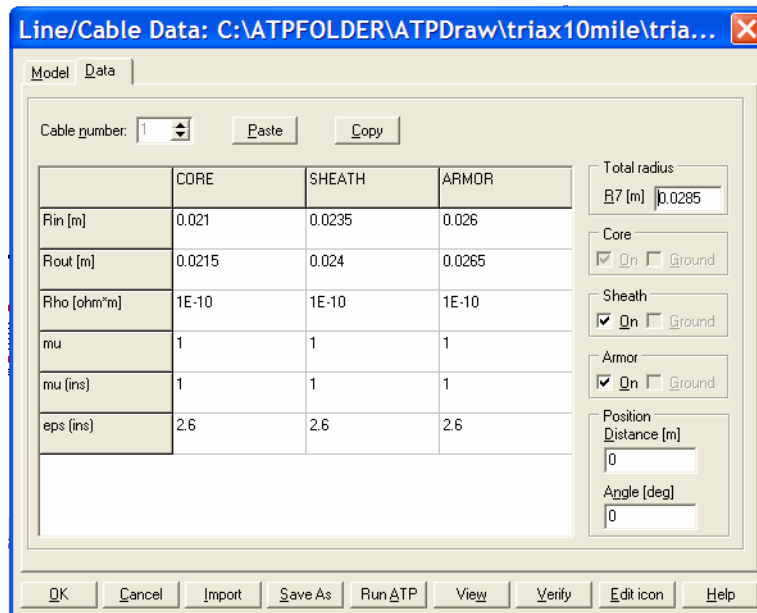 Line/Cable Data: C:\ATPFOLDER\ATPDraw\triax10mile\tria...
Model Data
Cable number: 1 Paste Copy
CORE SHEATH ARMOR
Rin [m] 0.021 0.0235 0.026
Rout [m] 0.0215 0.024 0.0265
Rho [ohm*m] 1E-10 1E-10 1E-10
mu 1 1 1
mu (ins) 1 1 1
eps (ins) 2.6 2.6 2.6
Total radius
R7 [m] 0.0285
Core
On Ground
Sheath
On Ground
Armor
On Ground
Position
Distance [m]
0
Angle [deg]
0
OK Cancel Import Save As Run ATP View Verify Edit icon Help